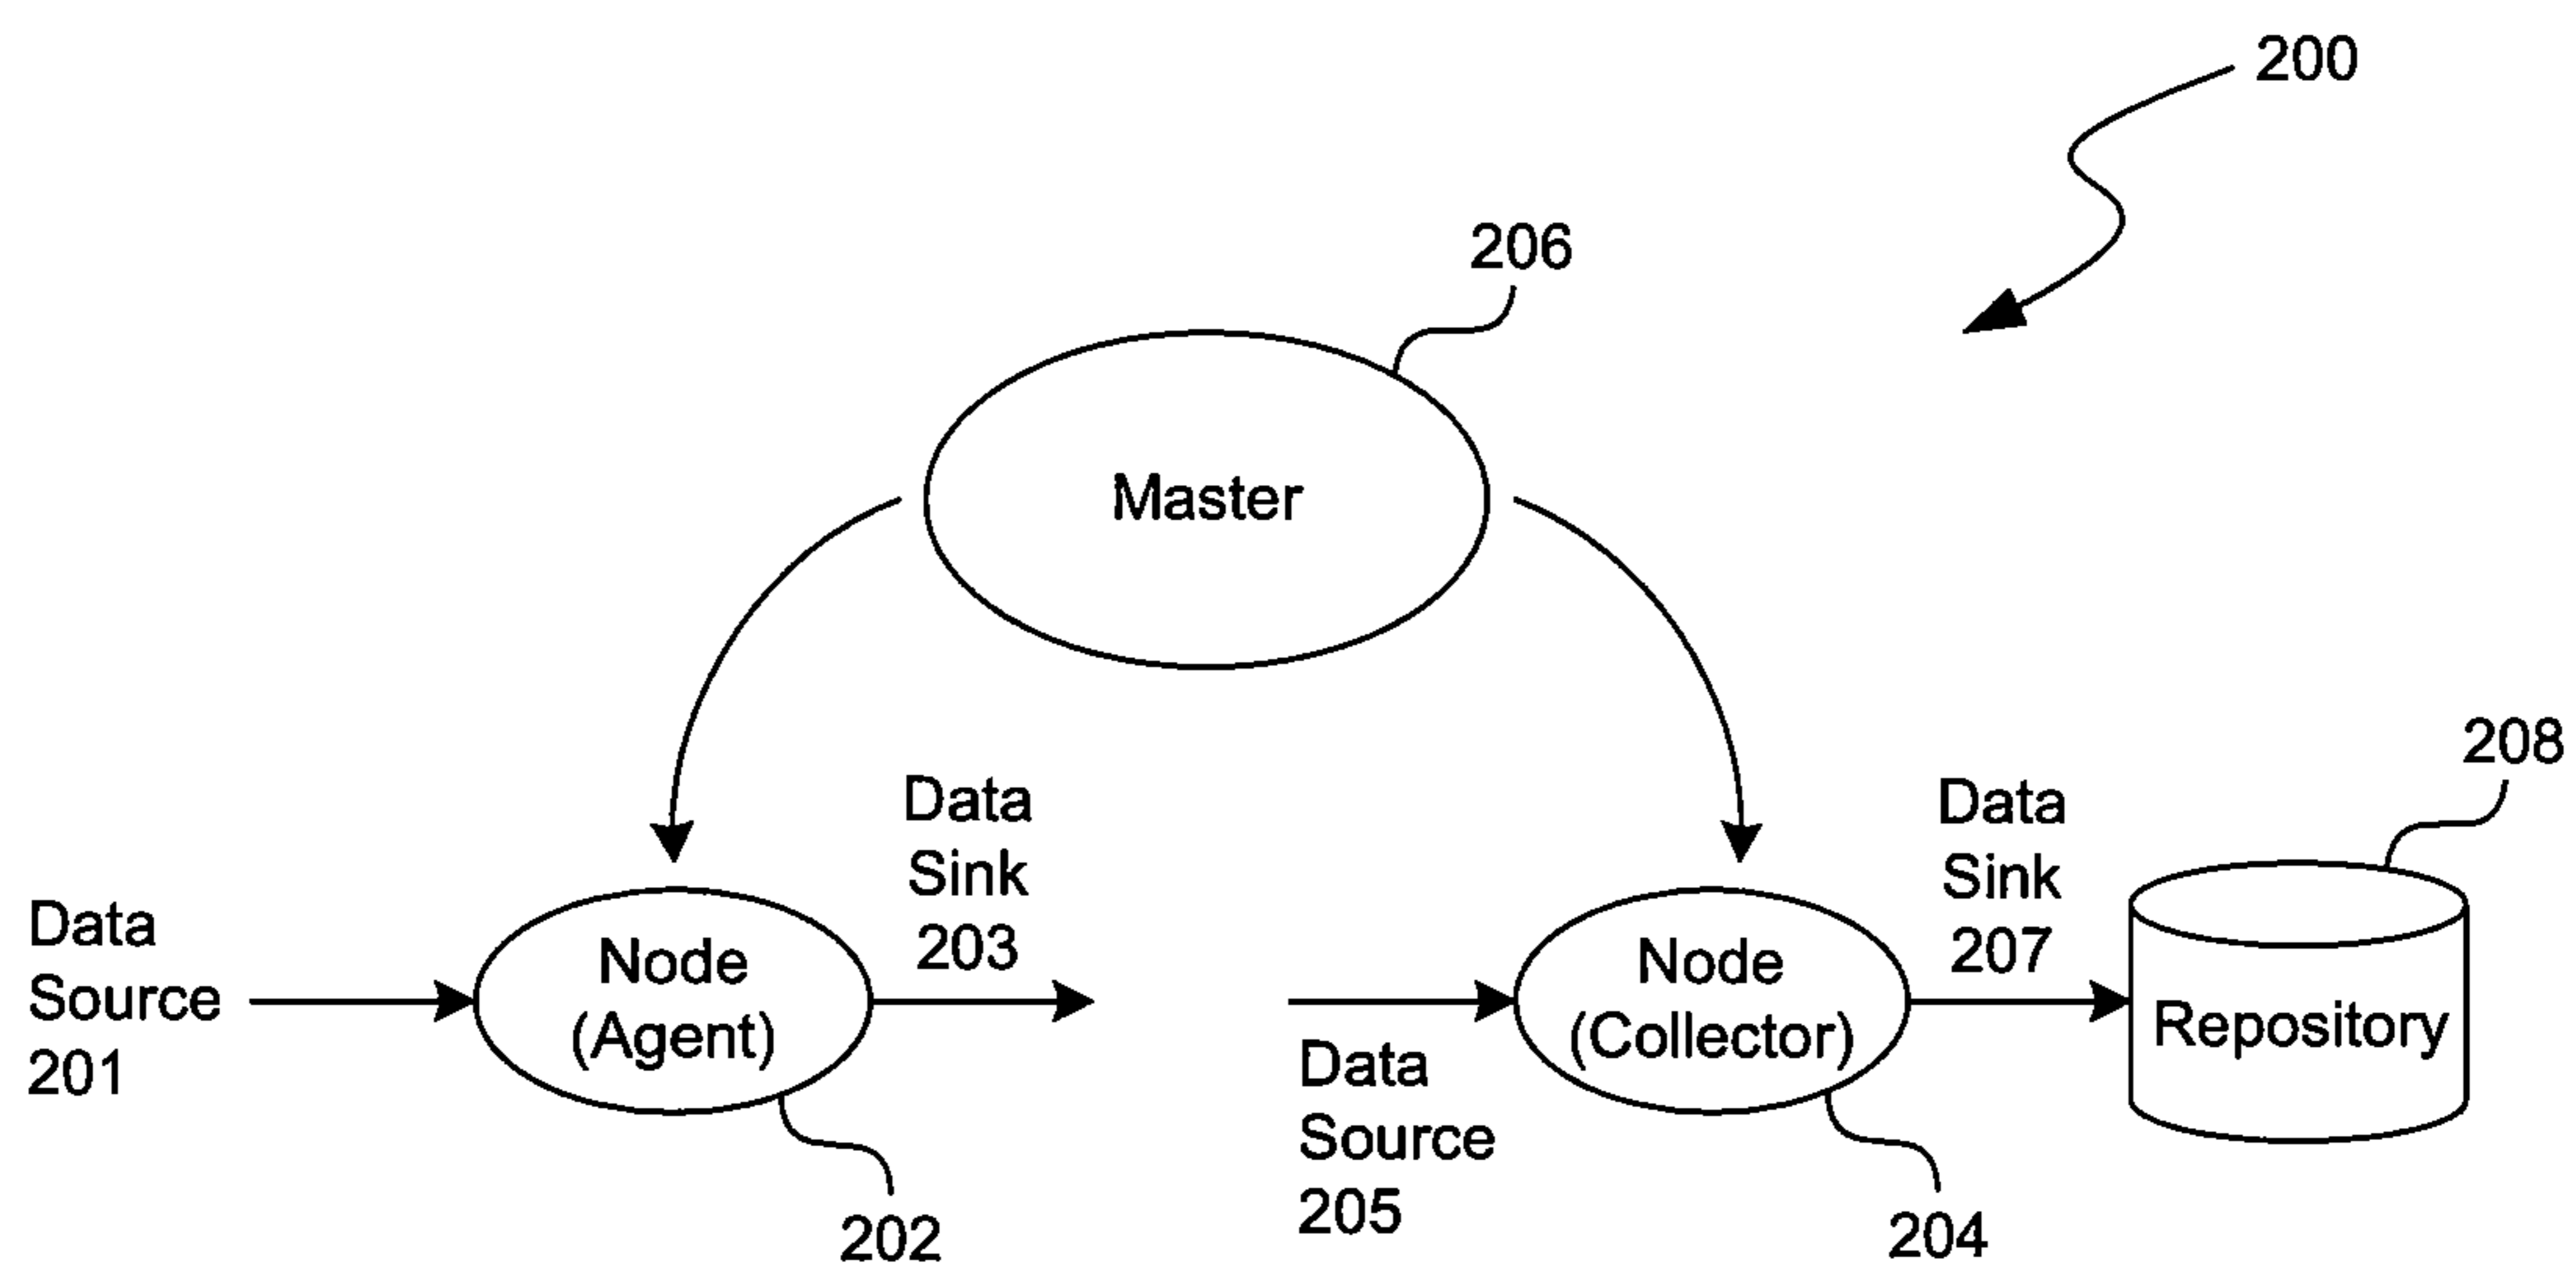 200
206
Master
208
Data
Sink
203
Data
Sink
207
Data
Source
201
Node
(Agent)
Node
(Collector)
Repository
Data
Source
205
202
204